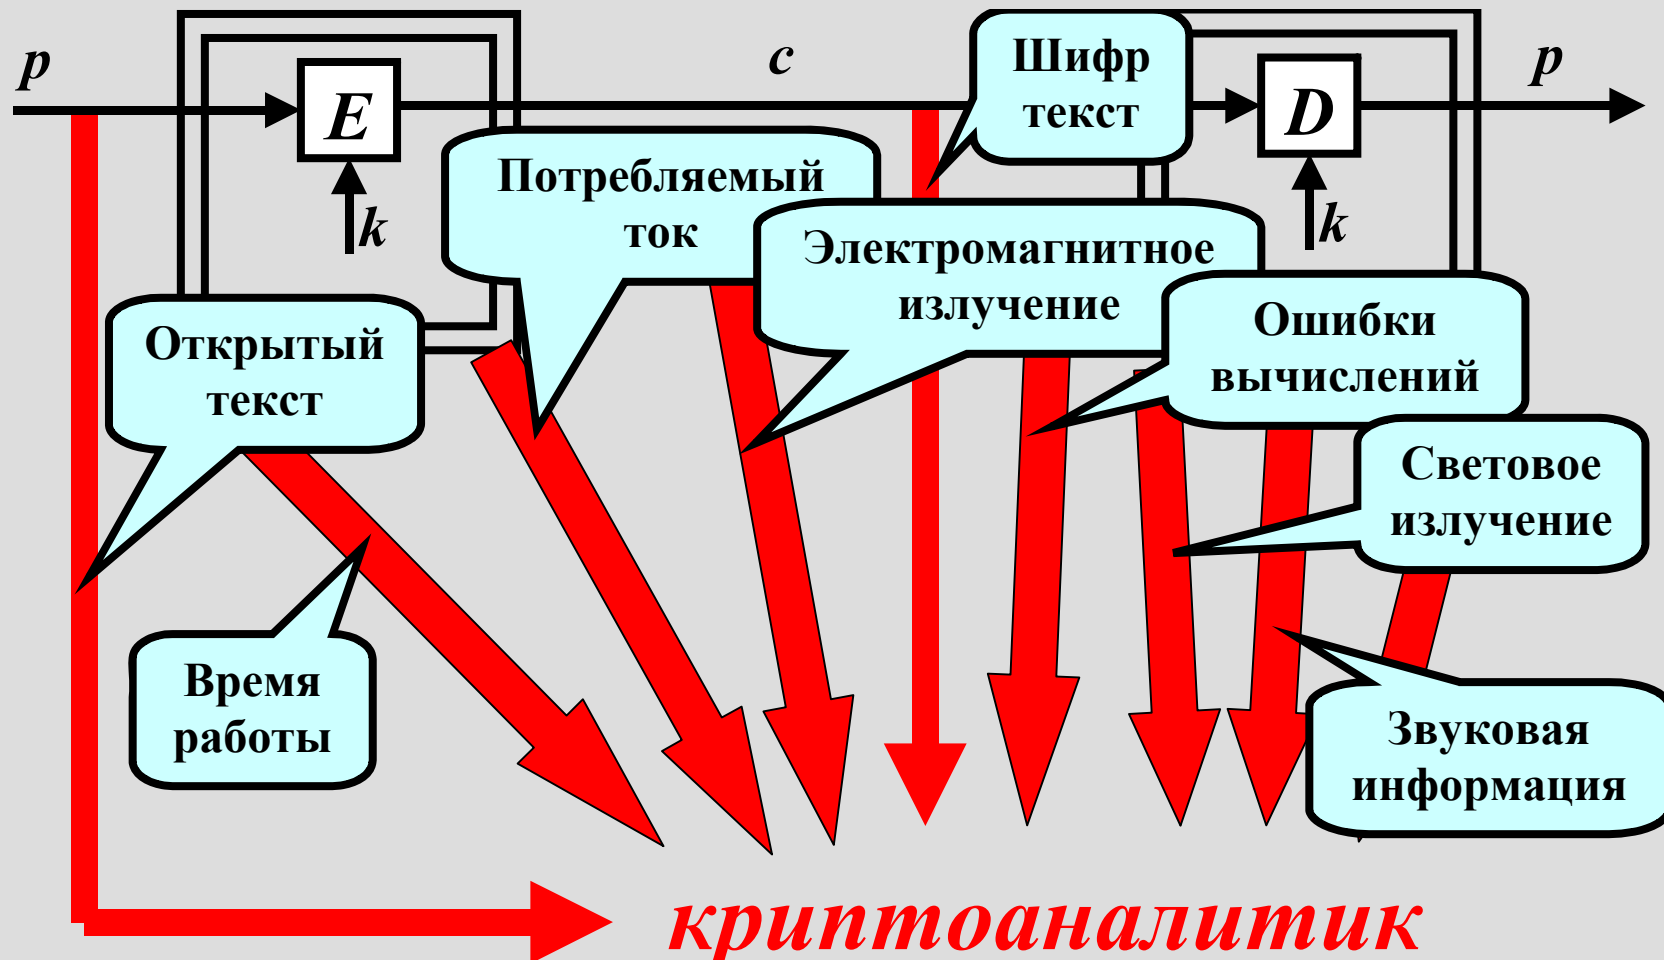 p
E
k
c
Шифр
текст
D
k
p
Потребляемый
ток
Электромагнитное
излучение
Открытый
текст
Ошибки
вычислений
Световое
излучение
Время
работы
Звуковая
информация
криптоаналитик